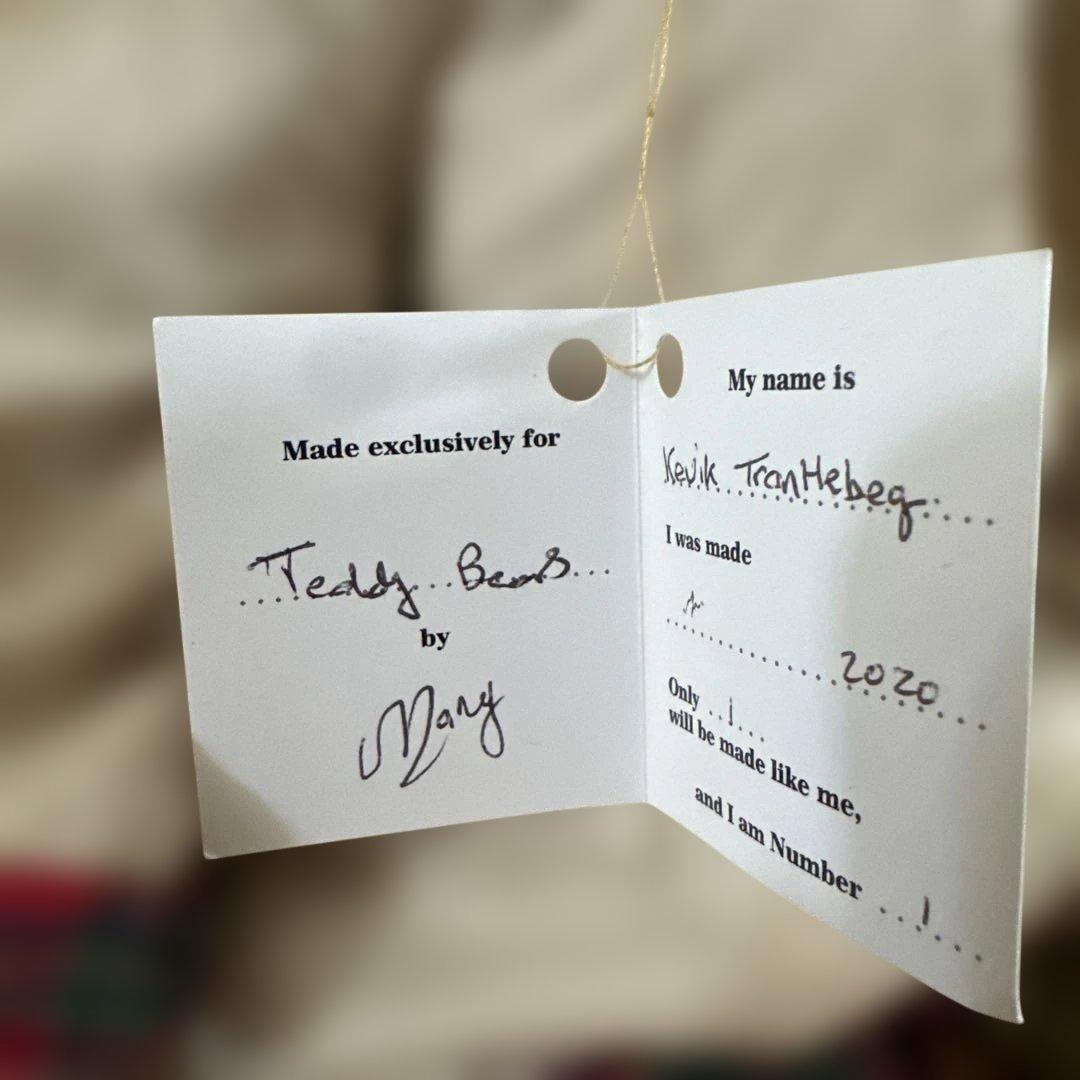 Made exclusively for
Teddy Bears
by
Mary
My name is
Kevik
I was made
2020
Only 1
will be made like me,
and I am Number 1